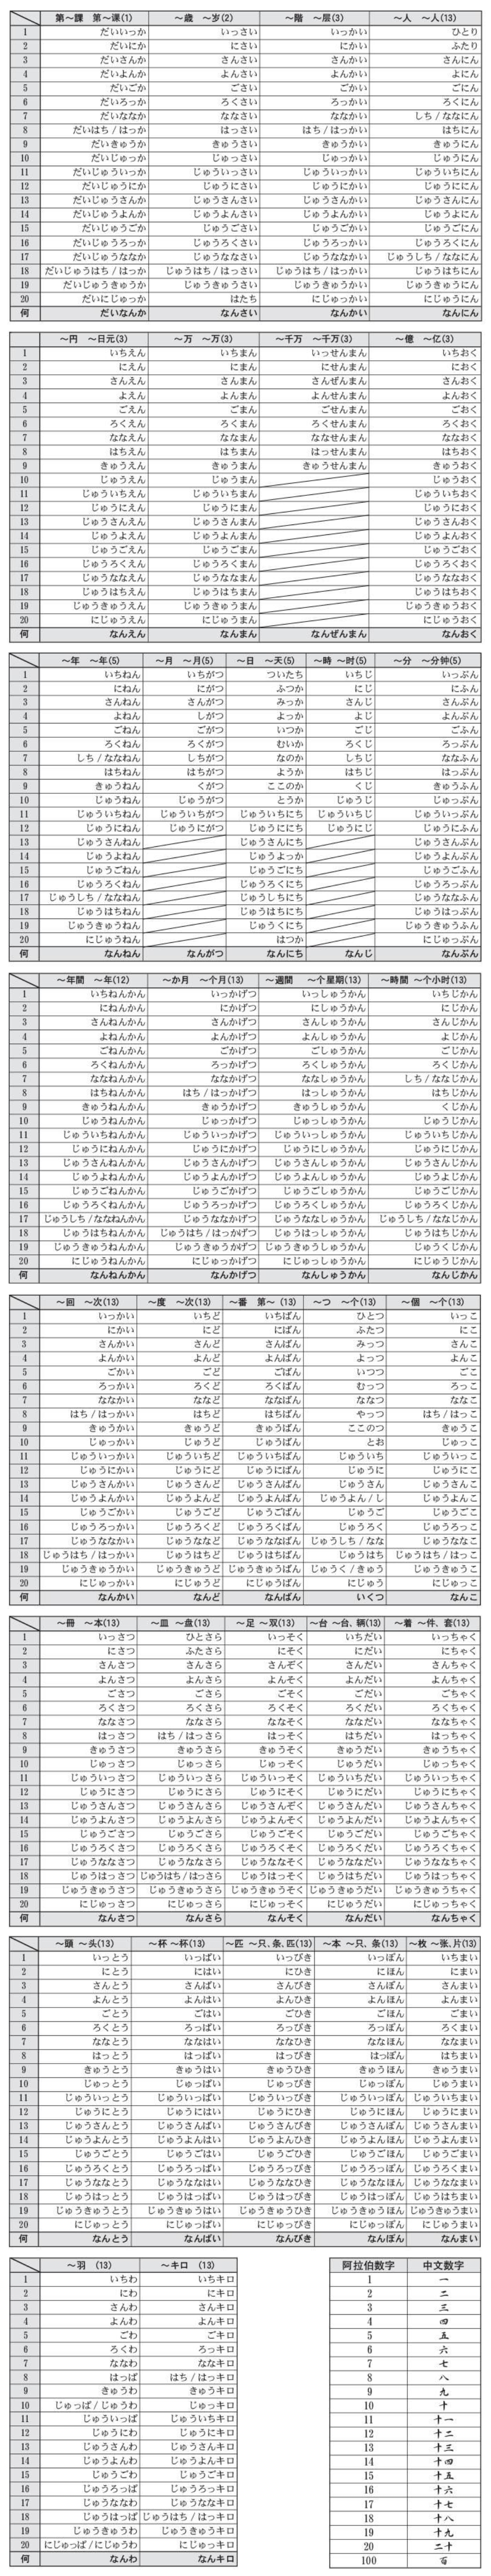 第～課　第～课(1) ～歳　～岁(2) ～階　～层(3) ～人　～人(13)
1 だいいっか いっさい いっかい ひとり
2 だいにか にさい にかい ふたり
3 だいさんか さんさい さんかい さんにん
4 だいよんか よんさい よんかい よにん
5 だいごか ごさい ごかい ごにん
6 だいろっか ろくさい ろっかい ろくにん
7 だいななか ななさい ななかい しち / ななにん
8 だいはち / はっか はっさい はち / はっかい はちにん
9 だいきゅうか きゅうさい きゅうかい きゅうにん
10 だいじゅっか じゅっさい じゅっかい じゅうにん
11 だいじゅういっか じゅういっさい じゅういっかい じゅういちにん
12 だいじゅうにか じゅうにさい じゅうにかい じゅうににん
13 だいじゅうさんか じゅうさんさい じゅうさんかい じゅうさんにん
14 だいじゅうよんか じゅうよんさい じゅうよんかい じゅうよにん
15 だいじゅうごか じゅうごさい じゅうごかい じゅうごにん
16 だいじゅうろっか じゅうろくさい じゅうろっかい じゅうろくにん
17 だいじゅうななか じゅうななさい じゅうななかい じゅうしち / ななにん
18 だいじゅうはち / はっか じゅうはち / はっさい じゅうはち / はっかい じゅうはちにん
19 だいじゅうきゅうか じゅうきゅうさい じゅうきゅうかい じゅうきゅうにん
20 だいにじゅっか はたち にじゅっかい にじゅうにん
何 だいなんか なんさい なんかい なんにん
～円　～日元(3) ～万　～万(3) ～千万　～千万(3) ～億　～亿(3)
1 いちえん いちまん いっせんまん いちおく
2 にえん にまん にせんまん におく
3 さんえん さんまん さんぜんまん さんおく
4 よえん よんまん よんせんまん よんおく
5 ごえん ごまん ごせんまん ごおく
6 ろくえん ろくまん ろくせんまん ろくおく
7 ななえん ななまん ななせんまん ななおく
8 はちえん はちまん はっせんまん はちおく
9 きゅうえん きゅうまん きゅうせんまん きゅうおく
10 じゅうえん じゅうまん じゅうおく
11 じゅういちえん じゅういちまん じゅういちおく
12 じゅうにえん じゅうにまん じゅうにおく
13 じゅうさんえん じゅうさんまん じゅうさんおく
14 じゅうよえん じゅうよんまん じゅうよんおく
15 じゅうごえん じゅうごまん じゅうごおく
16 じゅうろくえん じゅうろくまん じゅうろくおく
17 じゅうななえん じゅうななまん じゅうななおく
18 じゅうはちえん じゅうはちまん じゅうはちおく
19 じゅうきゅうえん じゅうきゅうまん じゅうきゅうおく
20 にじゅうえん にじゅうまん にじゅうおく
何 なんえん なんまん なんぜんまん なんおく
～年　～年(5) ～月　～月(5) ～日　～天(5) ～時 ～时(5) ～分　～分钟(5)
1 いちねん いちがつ ついたち いちじ いっぷん
2 にねん にがつ ふつか にじ にふん
3 さんねん さんがつ みっか さんじ さんぷん
4 よねん しがつ よっか よじ よんぷん
5 ごねん ごがつ いつか ごじ ごふん
6 ろくねん ろくがつ むいか ろくじ ろっぷん
7 しち / ななねん しちがつ なのか しちじ ななふん
8 はちねん はちがつ ようか はちじ はっぷん
9 きゅうねん くがつ ここのか くじ きゅうふん
10 じゅうねん じゅうがつ とうか じゅうじ じゅっぷん
11 じゅういちねん じゅういちがつ じゅういちにち じゅういちじ じゅういっぷん
12 じゅうにねん じゅうにがつ じゅうににち じゅうにじ じゅうにふん
13 じゅうさんねん じゅうさんにち じゅうさんぷん
14 じゅうよねん じゅうよっか じゅうよんぷん
15 じゅうごねん じゅうごにち じゅうごふん
16 じゅうろくねん じゅうろくにち じゅうろっぷん
17 じゅうしち / ななねん じゅうしちにち じゅうななふん
18 じゅうはちねん じゅうはちにち じゅうはっぷん
19 じゅうきゅうねん じゅうくにち じゅうきゅうふん
20 にじゅうねん はつか にじゅっぷん
何 なんねん なんがつ なんにち なんじ なんぷん
～年間　～年(12) ～か月　～个月(13) ～週間　～个星期(13) ～時間 ～个小时(13)
1 いちねんかん いっかげつ いっしゅうかん いちじかん
2 にねんかん にかげつ にしゅうかん にじかん
3 さんねんかん さんかげつ さんしゅうかん さんじかん
4 よねんかん よんかげつ よんしゅうかん よじかん
5 ごねんかん ごかげつ ごしゅうかん ごじかん
6 ろくねんかん ろっかげつ ろくしゅうかん ろくじかん
7 ななねんかん ななかげつ ななしゅうかん しち / ななじかん
8 はちねんかん はち / はっかげつ はっしゅうかん はちじかん
9 きゅうねんかん きゅうかげつ きゅうしゅうかん くじかん
10 じゅうねんかん じゅっかげつ じゅっしゅうかん じゅうじかん
11 じゅういちねんかん じゅういっかげつ じゅういっしゅうかん じゅういちじかん
12 じゅうにねんかん じゅうにかげつ じゅうにしゅうかん じゅうにじかん
13 じゅうさんねんかん じゅうさんかげつ じゅうさんしゅうかん じゅうさんじかん
14 じゅうよねんかん じゅうよんかげつ じゅうよんしゅうかん じゅうよじかん
15 じゅうごねんかん じゅうごかげつ じゅうごしゅうかん じゅうごじかん
16 じゅうろくねんかん じゅうろっかげつ じゅうろくしゅうかん じゅうろくじかん
17 じゅうしち / ななねんかん じゅうななかげつ じゅうななしゅうかん じゅうしち / ななじかん
18 じゅうはちねんかん じゅうはち / はっかげつ じゅうはっしゅうかん じゅうはちじかん
19 じゅうきゅうねんかん じゅうきゅうかげつ じゅうきゅうしゅうかん じゅうくじかん
20 にじゅうねんかん にじゅっかげつ にじゅっしゅうかん にじゅうじかん
何 なんねんかん なんかげつ なんしゅうかん なんじかん
～回　～次(13) ～度　～次(13) ～番　第～ (13) ～つ　～个(13) ～個　～个(13)
1 いっかい いちど いちばん ひとつ いっこ
2 にかい にど にばん ふたつ にこ
3 さんかい さんど さんばん みっつ さんこ
4 よんかい よんど よんばん よっつ よんこ
5 ごかい ごど ごばん いつつ ごこ
6 ろっかい ろくど ろくばん むっつ ろっこ
7 ななかい ななど ななばん ななつ ななこ
8 はち / はっかい はちど はちばん やっつ はち / はっこ
9 きゅうかい きゅうど きゅうばん ここのつ きゅうこ
10 じゅっかい じゅうど じゅうばん とお じゅっこ
11 じゅういっかい じゅういちど じゅういちばん じゅういち じゅういっこ
12 じゅうにかい じゅうにど じゅうにばん じゅうに じゅうにこ
13 じゅうさんかい じゅうさんど じゅうさんばん じゅうさん じゅうさんこ
14 じゅうよんかい じゅうよんど じゅうよんばん じゅうよん / し じゅうよんこ
15 じゅうごかい じゅうごど じゅうごばん じゅうご じゅうごこ
16 じゅうろっかい じゅうろくど じゅうろくばん じゅうろく じゅうろっこ
17 じゅうななかい じゅうななど じゅうななばん じゅうしち / なな じゅうななこ
18 じゅうはち / はっかい じゅうはちど じゅうはちばん じゅうはち じゅうはち / はっこ
19 じゅうきゅうかい じゅうきゅうど じゅうきゅうばん じゅうく / きゅう じゅうきゅうこ
20 にじゅっかい にじゅうど にじゅうばん にじゅう にじゅっこ
何 なんかい なんど なんばん いくつ なんこ
～冊　～本(13) ～皿　～盘(13) ～足 ～双(13) ～台 ～台、辆(13) ～着 ～件、套(13)
1 いっさつ ひとさら いっそく いちだい いっちゃく
2 にさつ ふたさら にそく にだい にちゃく
3 さんさつ さんさら さんぞく さんだい さんちゃく
4 よんさつ よんさら よんそく よんだい よんちゃく
5 ごさつ ごさら ごそく ごだい ごちゃく
6 ろくさつ ろくさら ろくそく ろくだい ろくちゃく
7 ななさつ ななさら ななそく ななだい ななちゃく
8 はっさつ はち / はっさら はっそく はちだい はっちゃく
9 きゅうさつ きゅうさら きゅうそく きゅうだい きゅうちゃく
10 じゅっさつ じゅっさら じゅっそく じゅうだい じゅっちゃく
11 じゅういっさつ じゅういっさら じゅういっそく じゅういちだい じゅういっちゃく
12 じゅうにさつ じゅうにさら じゅうにそく じゅうにだい じゅうにちゃく
13 じゅうさんさつ じゅうさんさら じゅうさんぞく じゅうさんだい じゅうさんちゃく
14 じゅうよんさつ じゅうよんさら じゅうよんそく じゅうよんだい じゅうよんちゃく
15 じゅうごさつ じゅうごさら じゅうごそく じゅうごだい じゅうごちゃく
16 じゅうろくさつ じゅうろくさら じゅうろくそく じゅうろくだい じゅうろくちゃく
17 じゅうななさつ じゅうななさら じゅうななそく じゅうななだい じゅうななちゃく
18 じゅうはっさつ じゅうはち / はっさら じゅうはっそく じゅうはちだい じゅうはっちゃく
19 じゅうきゅうさつ じゅうきゅうさら じゅうきゅうそく じゅうきゅうだい じゅうきゅうちゃく
20 にじゅっさつ にじゅっさら にじゅっそく にじゅうだい にじゅっちゃく
何 なんさつ なんさら なんそく なんだい なんちゃく
～頭　～头(13) ～杯 ～杯(13) ～匹 ～只、条、匹(13) ～本 ～只、条(13) ～枚 ～张、片(13)
1 いっとう いっぱい いっぴき いっぽん いちまい
2 にとう にはい にひき にほん にまい
3 さんとう さんばい さんびき さんぼん さんまい
4 よんとう よんはい よんひき よんほん よんまい
5 ごとう ごはい ごひき ごほん ごまい
6 ろくとう ろっぱい ろっぴき ろっぽん ろくまい
7 ななとう ななはい ななひき ななほん ななまい
8 はっとう はっぱい はっぴき はっぽん はちまい
9 きゅうとう きゅうはい きゅうひき きゅうほん きゅうまい
10 じゅっとう じゅっぱい じゅっぴき じゅっぽん じゅうまい
11 じゅういっとう じゅういっぱい じゅういっぴき じゅういっぽん じゅういちまい
12 じゅうにとう じゅうにはい じゅうにひき じゅうにほん じゅうにまい
13 じゅうさんとう じゅうさんばい じゅうさんびき じゅうさんぼん じゅうさんまい
14 じゅうよんとう じゅうよんはい じゅうよんひき じゅうよんほん じゅうよんまい
15 じゅうごとう じゅうごはい じゅうごひき じゅうごほん じゅうごまい
16 じゅうろくとう じゅうろっぱい じゅうろっぴき じゅうろっぽん じゅうろくまい
17 じゅうななとう じゅうななはい じゅうななひき じゅうななほん じゅうななまい
18 じゅうはっとう じゅうはっぱい じゅうはっぴき じゅうはっぽん じゅうはちまい
19 じゅうきゅうとう じゅうきゅうはい じゅうきゅうひき じゅうきゅうほん じゅうきゅうまい
20 にじゅっとう にじゅっぱい にじゅっぴき にじゅっぽん にじゅうまい
何 なんとう なんばい なんびき なんぼん なんまい
～羽　(13) ～キロ　(13)
1 いちわ いちキロ
2 にわ にキロ
3 さんわ さんキロ
4 よんわ よんキロ
5 ごわ ごキロ
6 ろくわ ろっキロ
7 ななわ ななキロ
8 はっぱ はち / はっキロ
9 きゅうわ きゅうキロ
10 じゅっぱ / じゅうわ じゅっキロ
11 じゅういっぱ じゅういちキロ
12 じゅうにわ じゅうにキロ
13 じゅうさんわ じゅうさんキロ
14 じゅうよんわ じゅうよんキロ
15 じゅうごわ じゅうごキロ
16 じゅうろっぱ じゅうろっキロ
17 じゅうななわ じゅうななキロ
18 じゅうはっぱ じゅうはち / はっキロ
19 じゅうきゅうわ じゅうきゅうキロ
20 にじゅっぱ / にじゅうわ にじゅっキロ
何 なんわ なんキロ
阿拉伯数字 中文数字
1 一
2 二
3 三
4 四
5 五
6 六
7 七
8 八
9 九
10 十
11 十一
12 十二
13 十三
14 十四
15 十五
16 十六
17 十七
18 十八
19 十九
20 二十
100 百